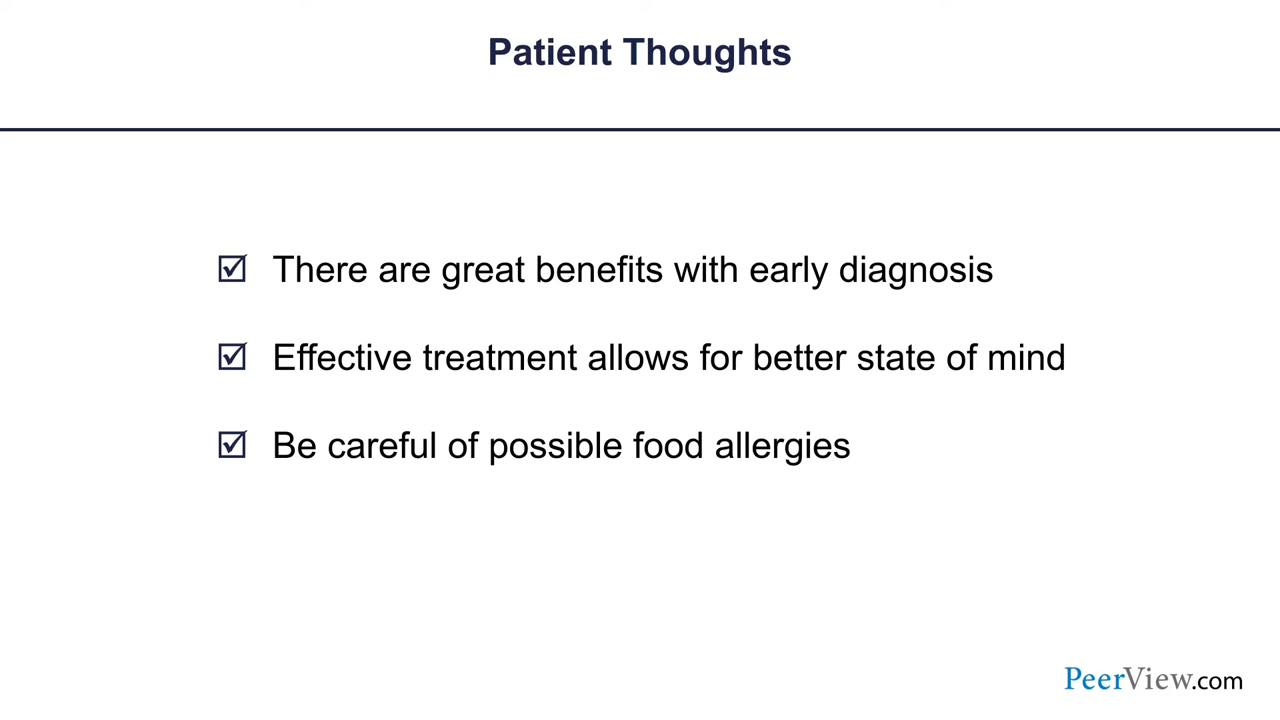 Patient Thoughts
There are great benefits with early diagnosis
Effective treatment allows for better state of mind
Be careful of possible food allergies
PeerView.com